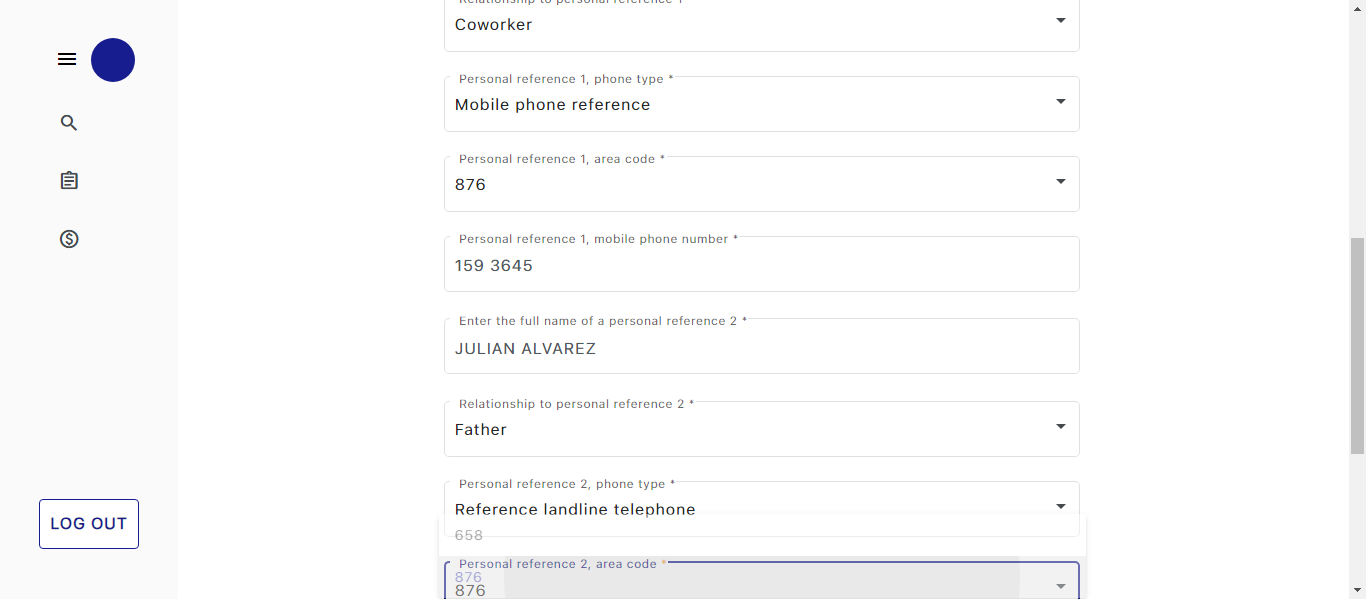 Relationship to personal reference 1
Coworker
Personal reference 1, phone type *
Mobile phone reference
Personal reference 1, area code *
876
Personal reference 1, mobile phone number *
159 3645
Enter the full name of a personal reference 2 *
JULIAN ALVAREZ
Relationship to personal reference 2 *
Father
Personal reference 2, phone type *
Reference landline telephone
658
Personal reference 2, area code *
876
876
LOG OUT